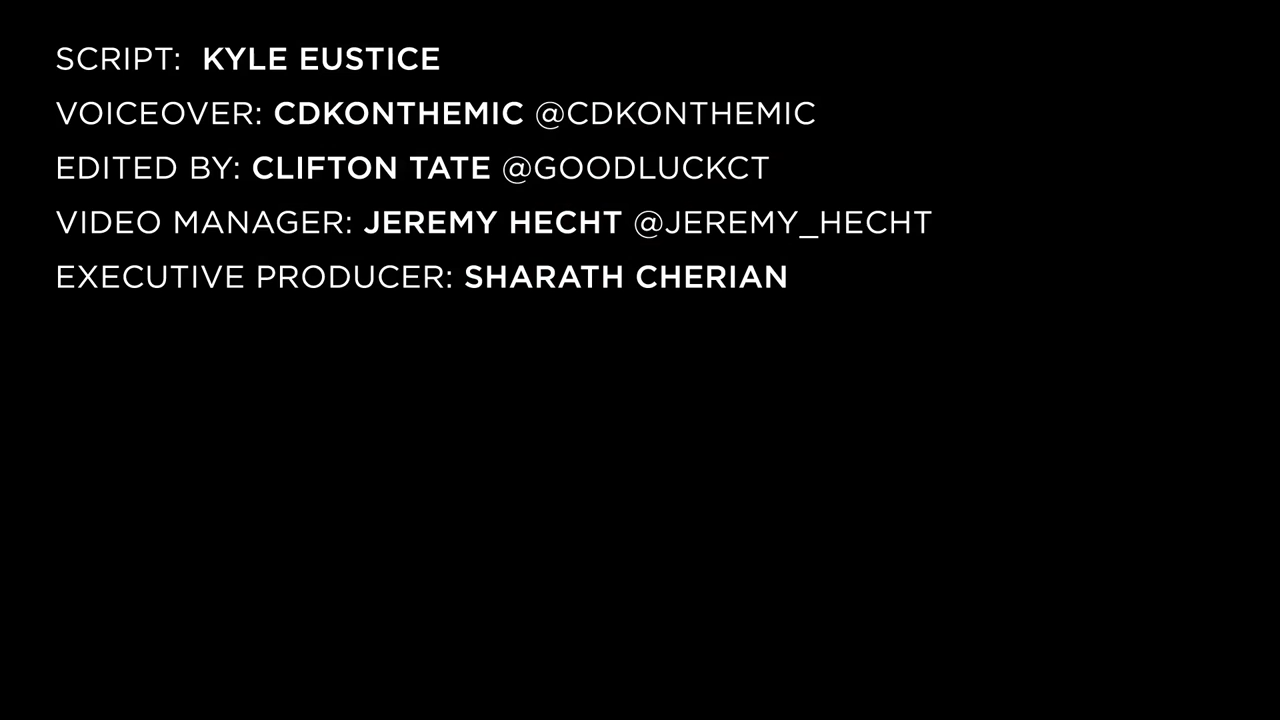 SCRIPT: KYLE EUSTICE
VOICEOVER: CDKONTHEMIC @CDKONTHEMIC
EDITED BY: CLIFTON TATE @GOODLUCKCT
VIDEO MANAGER: JEREMY HECHT @JEREMY_HECHT
EXECUTIVE PRODUCER: SHARATH CHERIAN